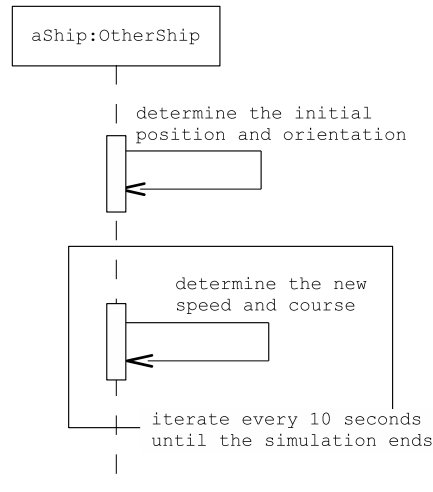 aShip:OtherShip
determine the initial
position and orientation
determine the new
speed and course
iterate every 10 seconds
until the simulation ends